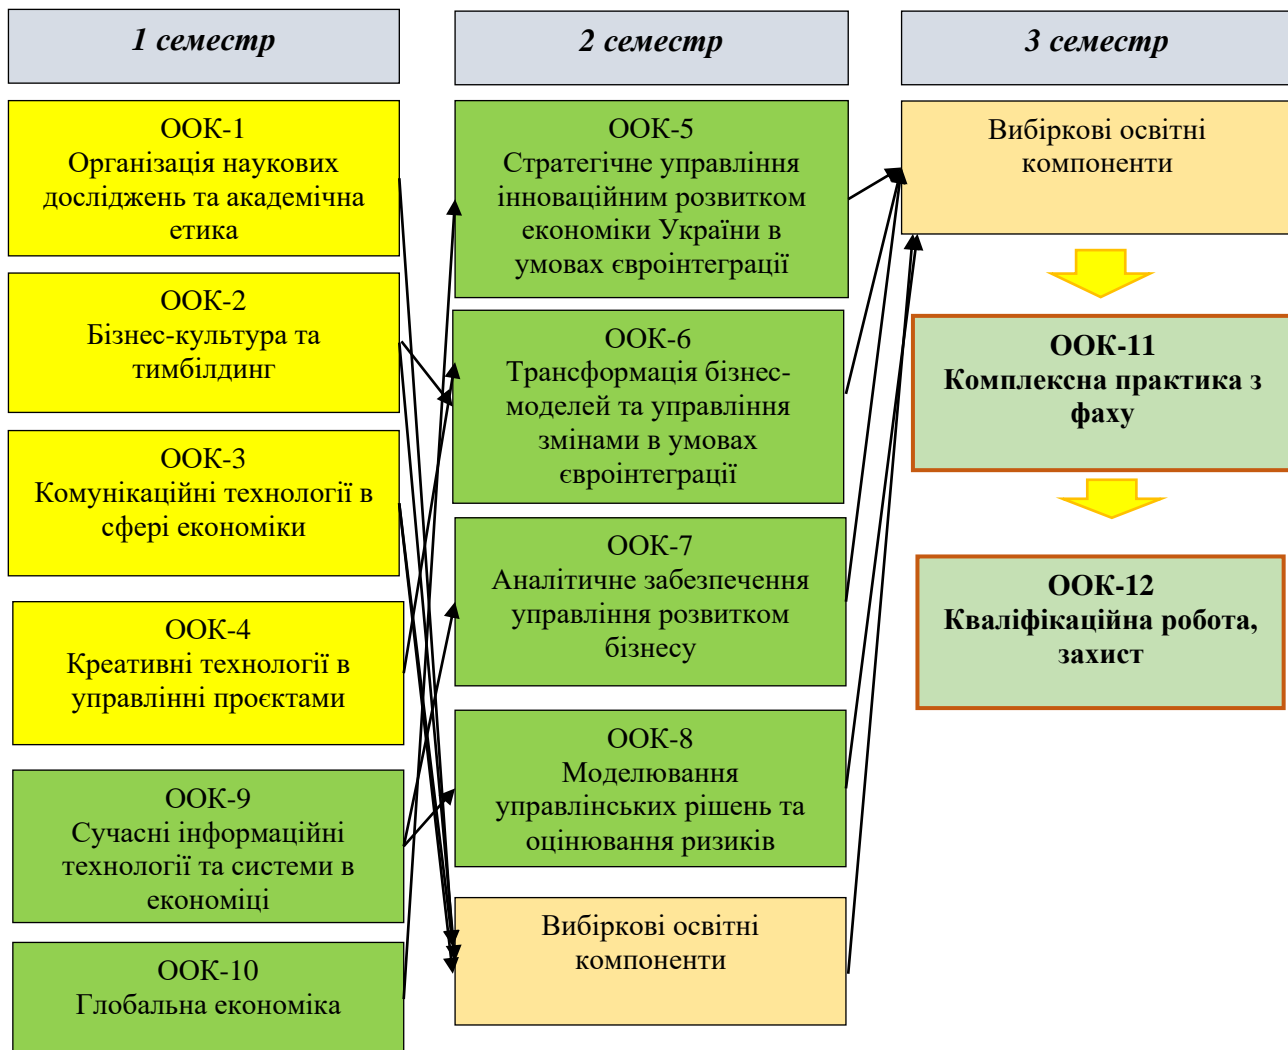 1 семестр
ООК-1
Організація наукових
досліджень та академічна
етика
ООК-2
Бізнес-культура та
тимбілдинг
ООК-3
Комунікаційні технології в
сфері економіки
ООК-4
Креативні технології в
управлінні проєктами
ООК-9
Сучасні інформаційні
технології та системи в
економіці
ООК-10
Глобальна економіка
2 семестр
ООК-5
Стратегічне управління
інноваційним розвитком
економіки України в
умовах євроінтеграції
ООК-6
Трансформація бізнес-
моделей та управління
змінами в умовах
євроінтеграції
ООК-7
Аналітичне забезпечення
управління розвитком
бізнесу
ООК-8
Моделювання
управлінських рішень та
оцінювання ризиків
Вибіркові освітні
компоненти
3 семестр
Вибіркові освітні
компоненти
ООК-11
Комплексна практика з
фаху
ООК-12
Кваліфікаційна робота,
захист